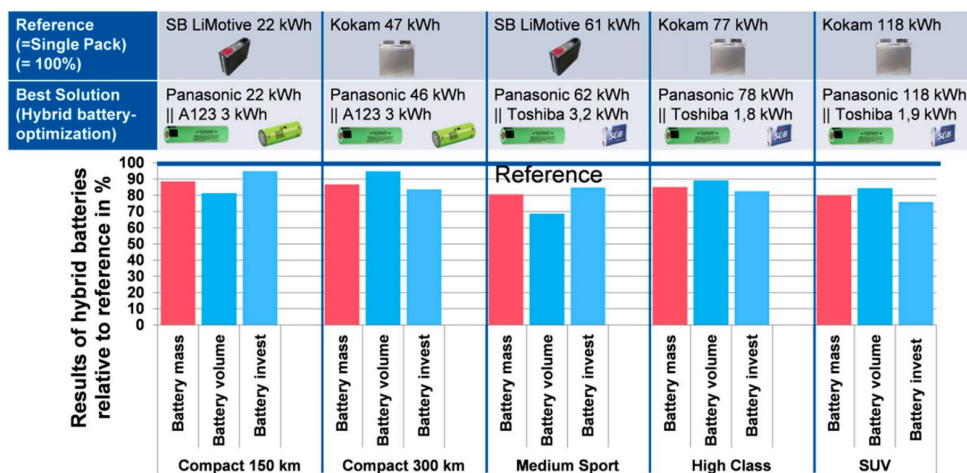 Reference
(=Single Pack)
(= 100%)
SB LiMotive 22 kWh
Kokam 47 kWh
SB LiMotive 61 kWh
Kokam 77 kWh
Kokam 118 kWh
Best Solution
(Hybrid battery-
optimization)
Panasonic 22 kWh
|| A123 3 kWh
Panasonic 46 kWh
|| A123 3 kWh
Panasonic 62 kWh
|| Toshiba 3,2 kWh
Panasonic 78 kWh
|| Toshiba 1,8 kWh
Panasonic 118 kWh
|| Toshiba 1,9 kWh
SCiB
SCiB
SCiB
Results of hybrid batteries
relative to reference in %
100
90
80
70
60
50
40
30
20
10
0
Reference
Battery mass
Battery volume
Battery invest
Battery mass
Battery volume
Battery invest
Battery mass
Battery volume
Battery invest
Battery mass
Battery volume
Battery invest
Battery mass
Battery volume
Battery invest
Compact 150 km
Compact 300 km
Medium Sport
High Class
SUV